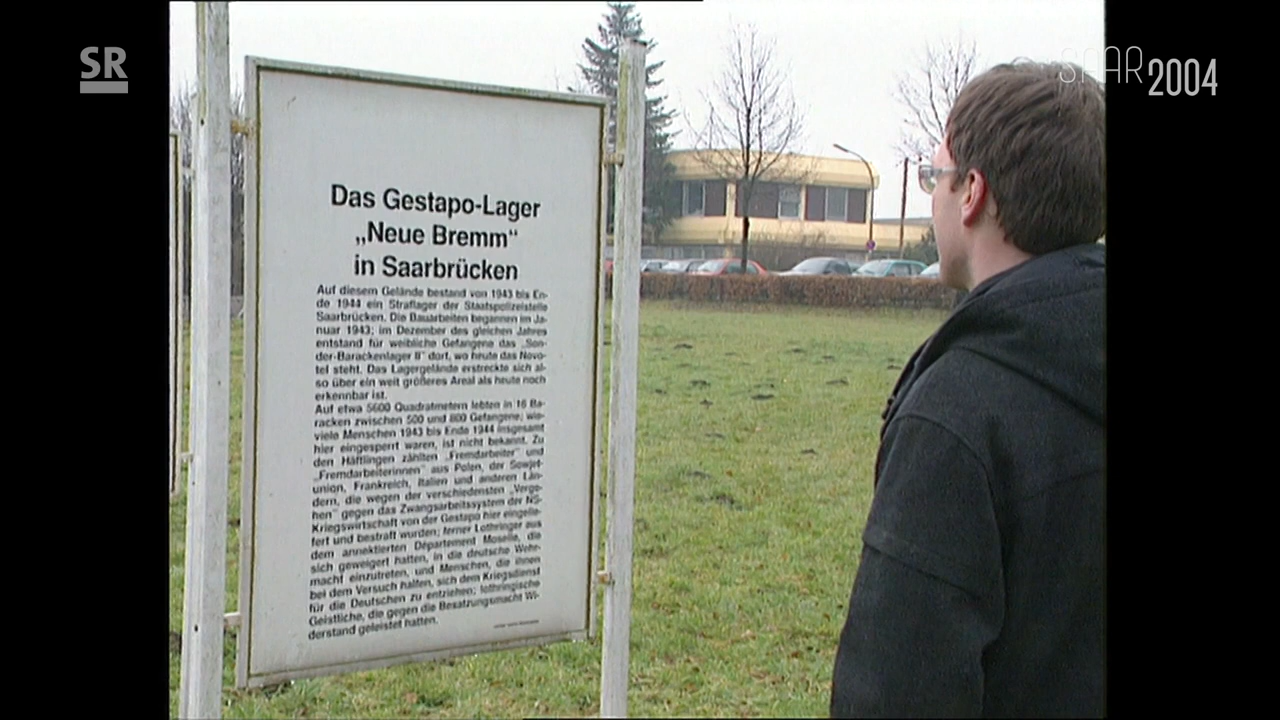 SR
SAAR 2004
Das Gestapo-Lager
„Neue Bremm“
in Saarbrücken
Auf diesem Gelände bestand von 1943 bis En-
de 1944 ein Straflager der Staatspolizeistelle
Saarbrücken. Die Bauarbeiten begannen im Ja-
nuar 1943; im Dezember des gleichen Jahres
entstand für weibliche Gefangene das „Son-
der-Barackenlager II“ dort, wo heute das Novo-
tel steht. Das Lagergelände erstreckte sich al-
so über ein weit größeres Areal als heute noch
erkennbar ist.
Auf etwa 5600 Quadratmetern lebten in 16 Ba-
racken zwischen 500 und 800 Gefangene; wie-
viele Menschen 1943 bis Ende 1944 insgesamt
hier eingesperrt waren, ist nicht bekannt. Zu
den Häftlingen zählten „Fremdarbeiter“ und
„Fremdarbeiterinnen“ aus Polen, der Sowjet-
union, Frankreich, Italien und anderen Län-
dern, die wegen der verschiedensten „Verge-
hen“ gegen das Zwangsarbeitssystem der NS-
Kriegswirtschaft von der Gestapo hier eingelie-
fert und bestraft wurden; ferner Lothringer aus
dem annektierten Département Moselle, die
sich geweigert hatten, in die deutsche Wehr-
macht einzutreten, und Menschen, die ihnen
bei dem Versuch halfen, sich dem Kriegsdienst
für die Deutschen zu entziehen; lothringische
Geistliche, die gegen die Besatzungsmacht Wi-
derstand geleistet hatten.